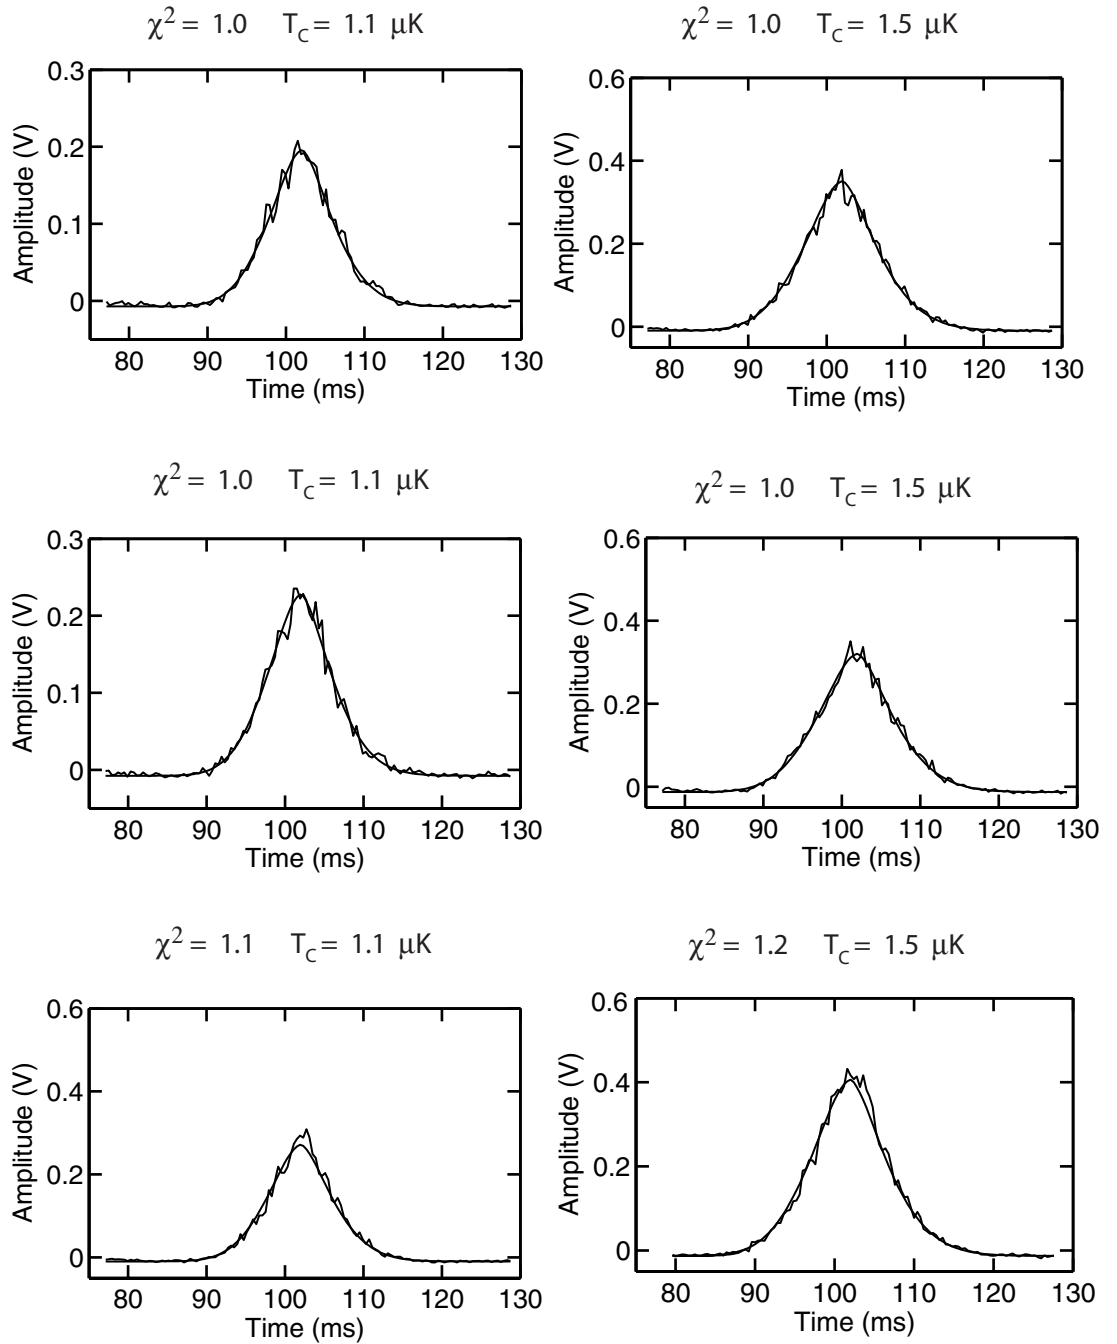 χ² = 1.0 T_C = 1.1 μK
0.3
0.2
0.1
0
Amplitude (V)
80 90 100 110 120 130
Time (ms)
χ² = 1.0 T_C = 1.5 μK
0.6
0.4
0.2
0
Amplitude (V)
80 90 100 110 120 130
Time (ms)
χ² = 1.0 T_C = 1.1 μK
0.3
0.2
0.1
0
Amplitude (V)
80 90 100 110 120 130
Time (ms)
χ² = 1.0 T_C = 1.5 μK
0.6
0.4
0.2
0
Amplitude (V)
80 90 100 110 120 130
Time (ms)
χ² = 1.1 T_C = 1.1 μK
0.6
0.4
0.2
0
Amplitude (V)
80 90 100 110 120 130
Time (ms)
χ² = 1.2 T_C = 1.5 μK
0.6
0.4
0.2
0
Amplitude (V)
80 90 100 110 120 130
Time (ms)